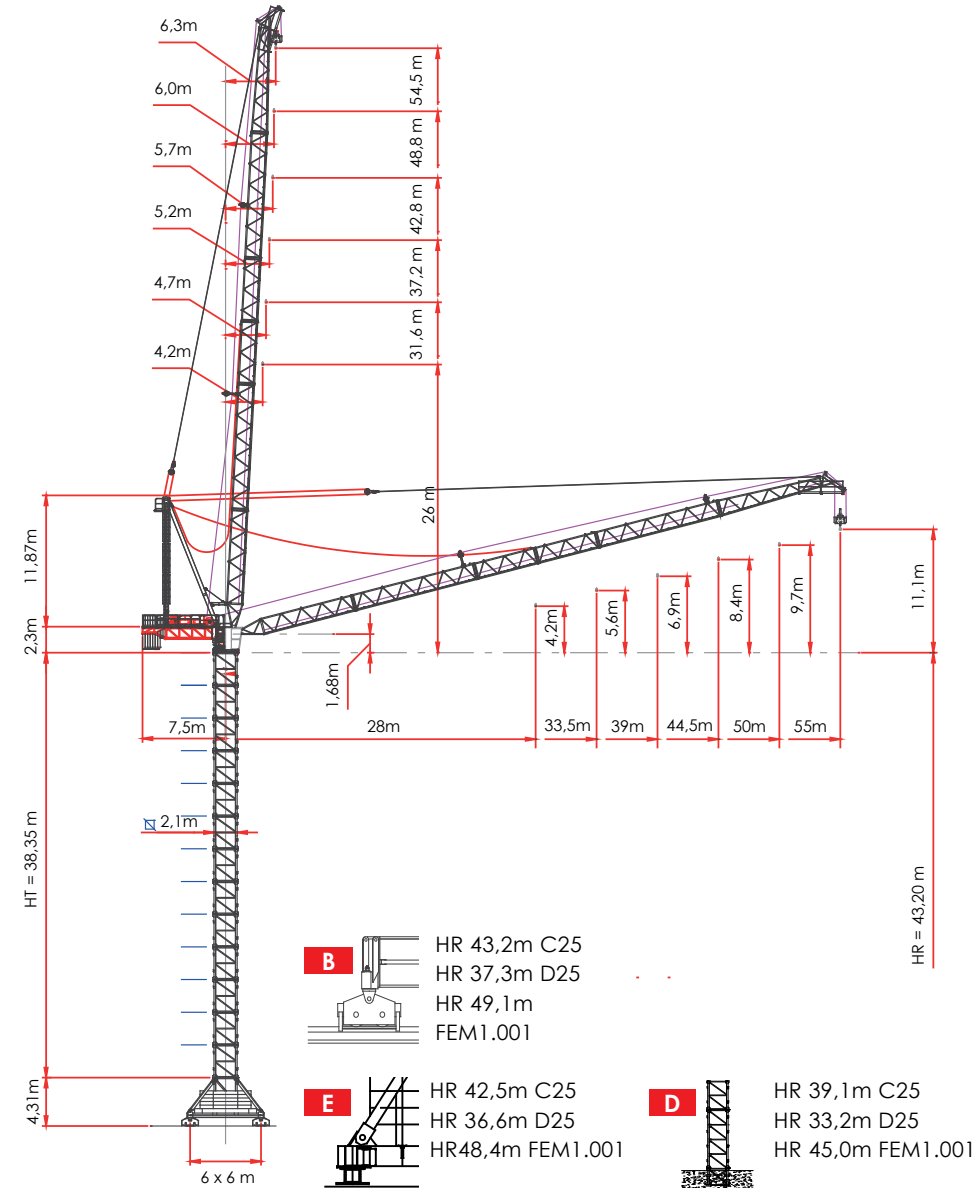 6,3m
6,0m
5,7m
5,2m
4,7m
4,2m
54,5 m
48,8 m
42,8 m
37,2 m
31,6 m
26 m
11,87m
2,3m
1,68m
4,2m
5,6m
6,9m
8,4m
9,7m
11,1m
7,5m
28m
33,5m
39m
44,5m
50m
55m
2,1m
HT = 38,35 m
HR = 43,20 m
4,31m
6 x 6 m
B
HR 43,2m C25
HR 37,3m D25
HR 49,1m
FEM1.001
E
HR 42,5m C25
HR 36,6m D25
HR48,4m FEM1.001
D
HR 39,1m C25
HR 33,2m D25
HR 45,0m FEM1.001